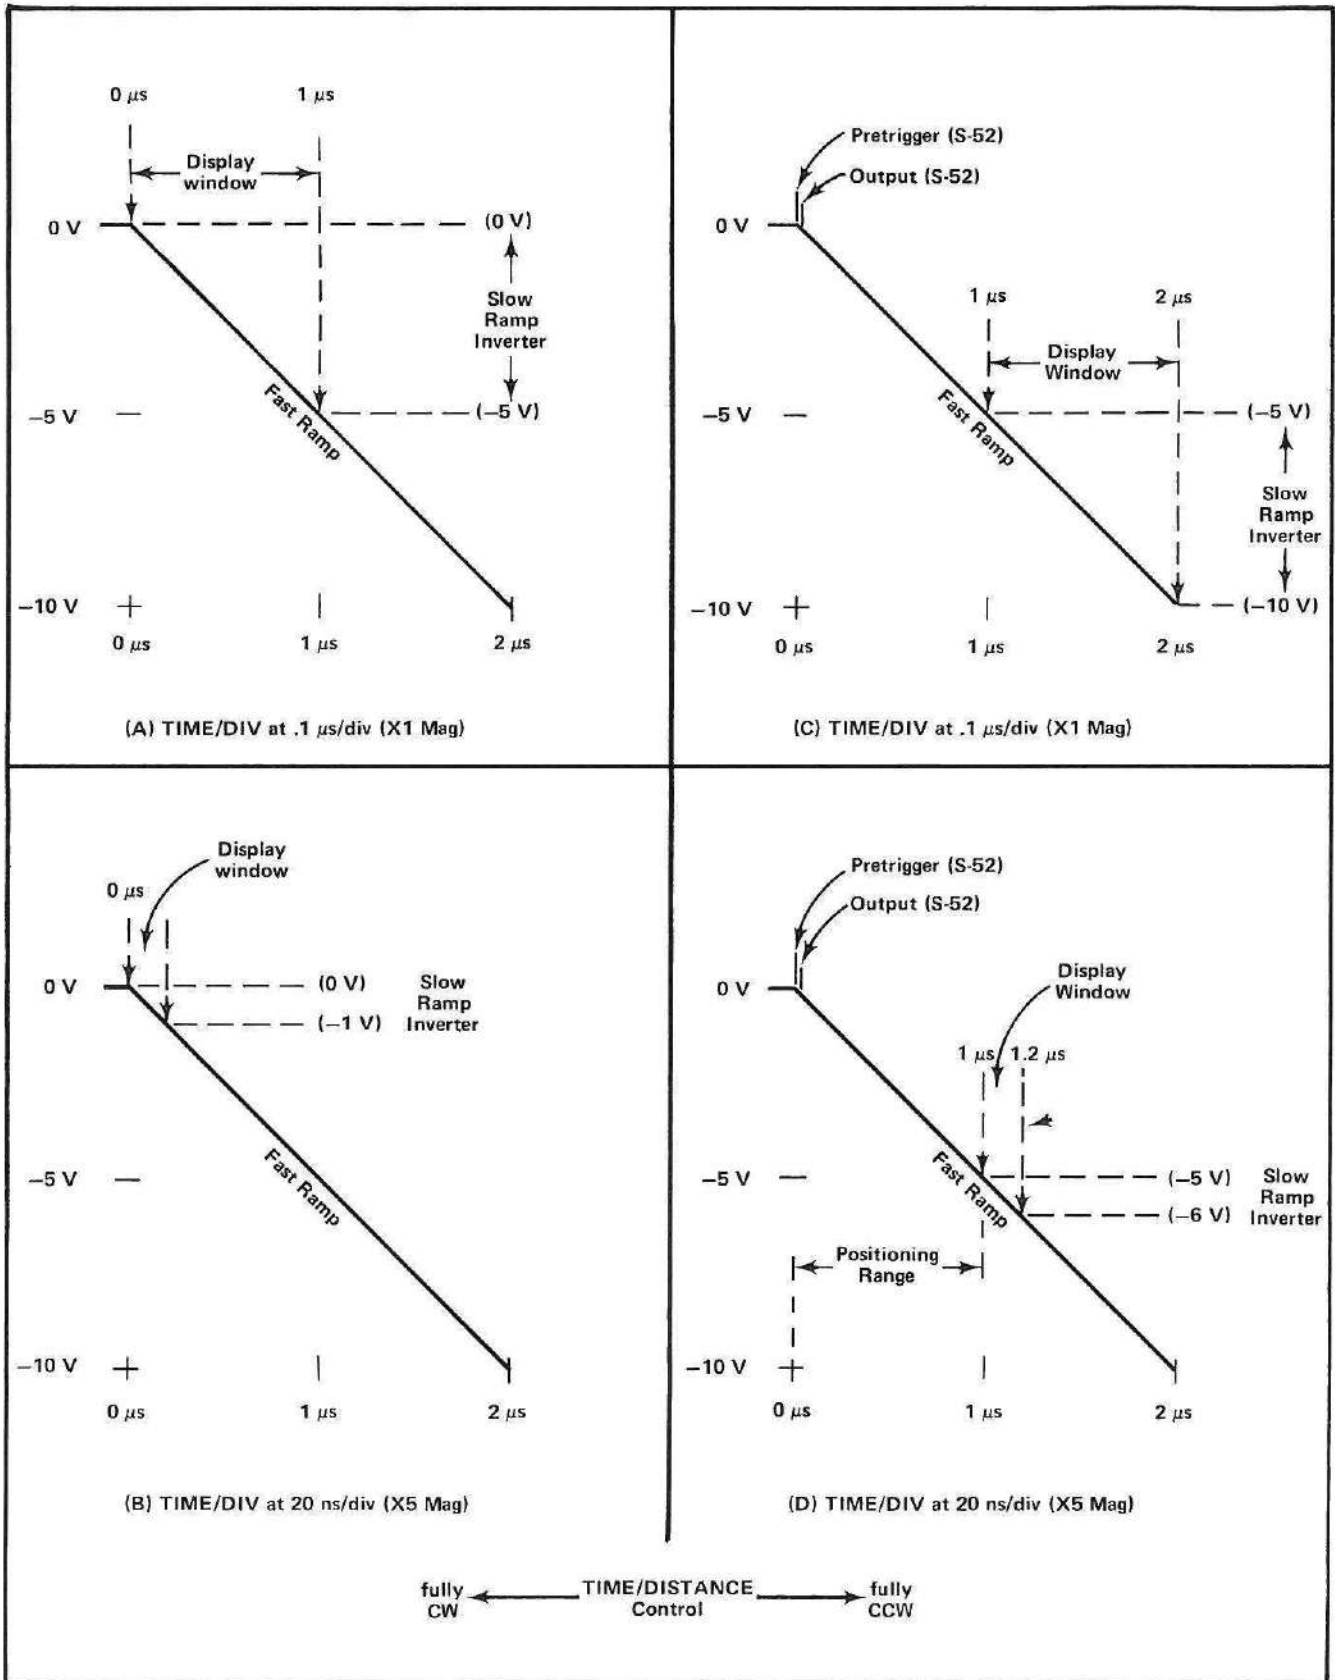 0 µs
1 µs
Display
window
0 V
(0 V)
Slow
Ramp
Inverter
Fast Ramp
−5 V
(−5 V)
−10 V
0 µs
1 µs
2 µs
(A) TIME/DIV at .1 µs/div (X1 Mag)
Pretrigger (S-52)
Output (S-52)
0 V
1 µs
2 µs
Display
Window
Fast Ramp
−5 V
(−5 V)
Slow
Ramp
Inverter
−10 V
(−10 V)
0 µs
1 µs
2 µs
(C) TIME/DIV at .1 µs/div (X1 Mag)
Display
window
0 µs
0 V
(0 V)
(−1 V)
Slow
Ramp
Inverter
Fast Ramp
−5 V
−10 V
0 µs
1 µs
2 µs
(B) TIME/DIV at 20 ns/div (X5 Mag)
Pretrigger (S-52)
Output (S-52)
Display
Window
0 V
1 µs
1.2 µs
Fast Ramp
−5 V
(−5 V)
(−6 V)
Slow
Ramp
Inverter
Positioning
Range
−10 V
0 µs
1 µs
2 µs
(D) TIME/DIV at 20 ns/div (X5 Mag)
fully
CW
TIME/DISTANCE
Control
fully
CCW